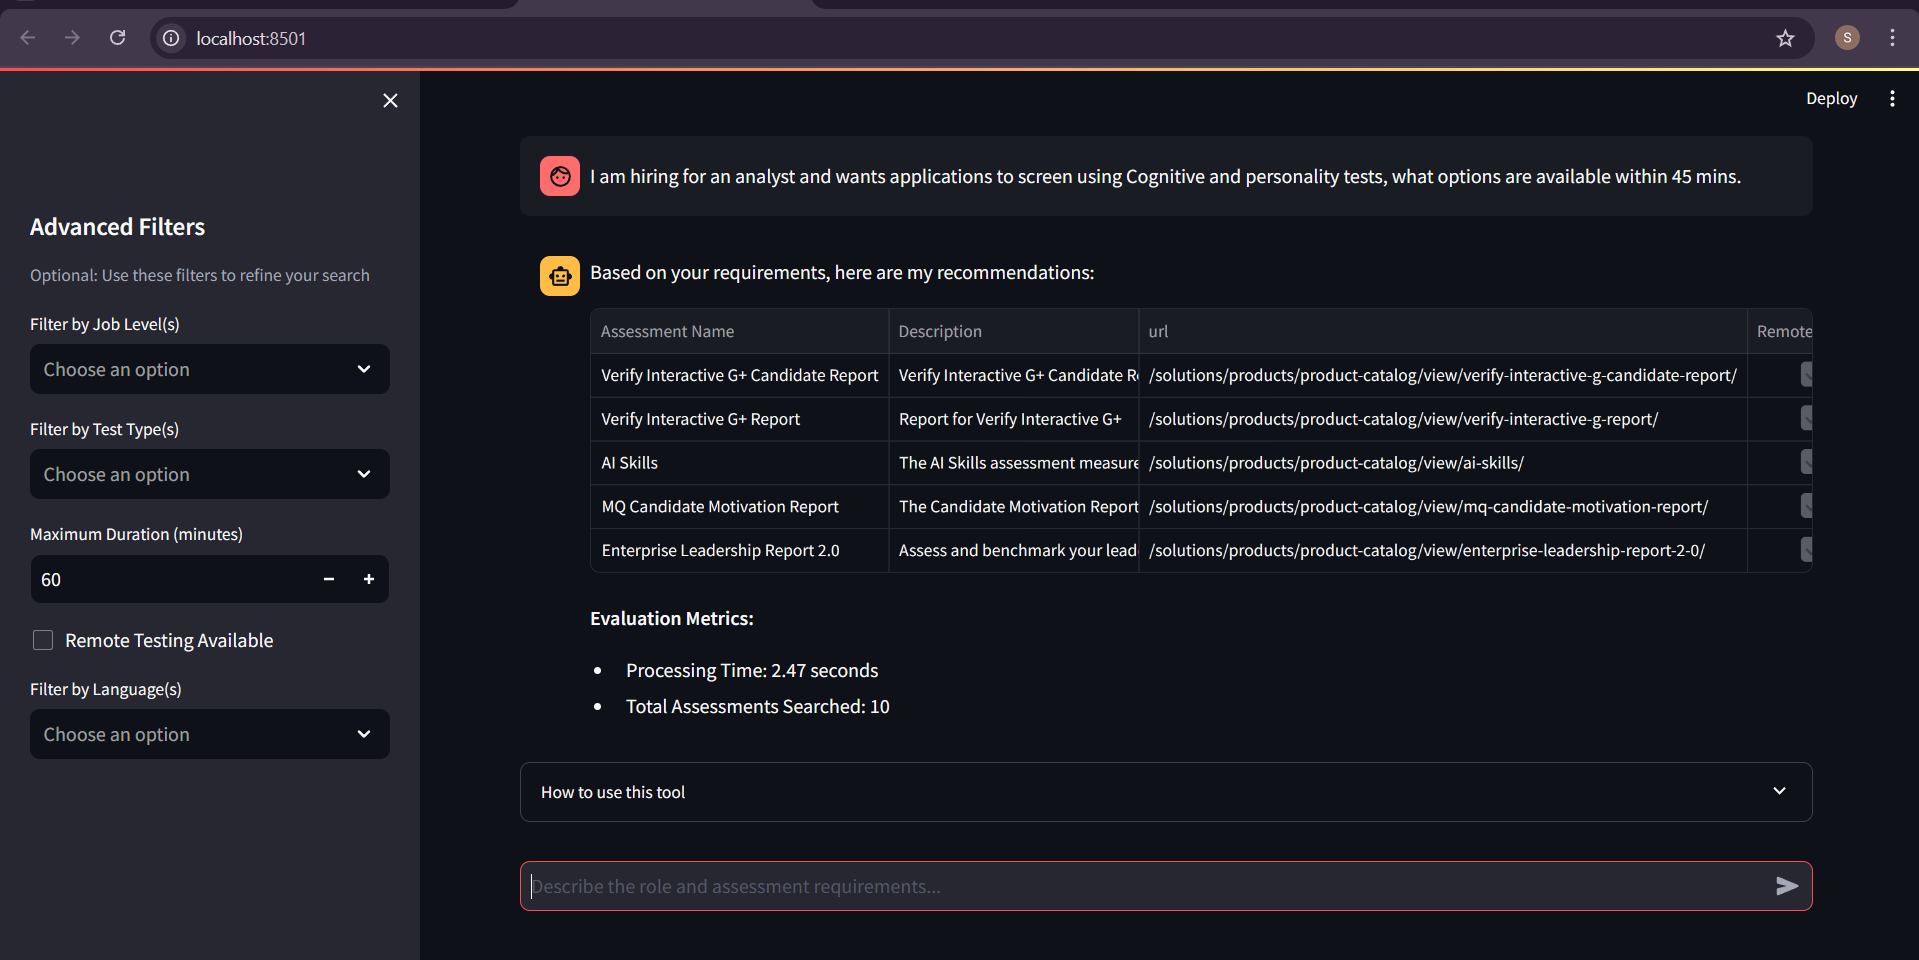 localhost:8501
S
Deploy
Advanced Filters
Optional: Use these filters to refine your search
Filter by Job Level(s)
Choose an option
Filter by Test Type(s)
Choose an option
Maximum Duration (minutes)
60
Remote Testing Available
Filter by Language(s)
Choose an option
I am hiring for an analyst and wants applications to screen using Cognitive and personality tests, what options are available within 45 mins.
Based on your requirements, here are my recommendations:
Assessment Name Description url Remote
Verify Interactive G+ Candidate Report Verify Interactive G+ Candidate /solutions/products/product-catalog/view/verify-interactive-g-candidate-report/
Verify Interactive G+ Report Report for Verify Interactive G+ /solutions/products/product-catalog/view/verify-interactive-g-report/
AI Skills The AI Skills assessment measure /solutions/products/product-catalog/view/ai-skills/
MQ Candidate Motivation Report The Candidate Motivation Report /solutions/products/product-catalog/view/mq-candidate-motivation-report/
Enterprise Leadership Report 2.0 Assess and benchmark your lead /solutions/products/product-catalog/view/enterprise-leadership-report-2-0/
Evaluation Metrics:
• Processing Time: 2.47 seconds
• Total Assessments Searched: 10
How to use this tool
Describe the role and assessment requirements...